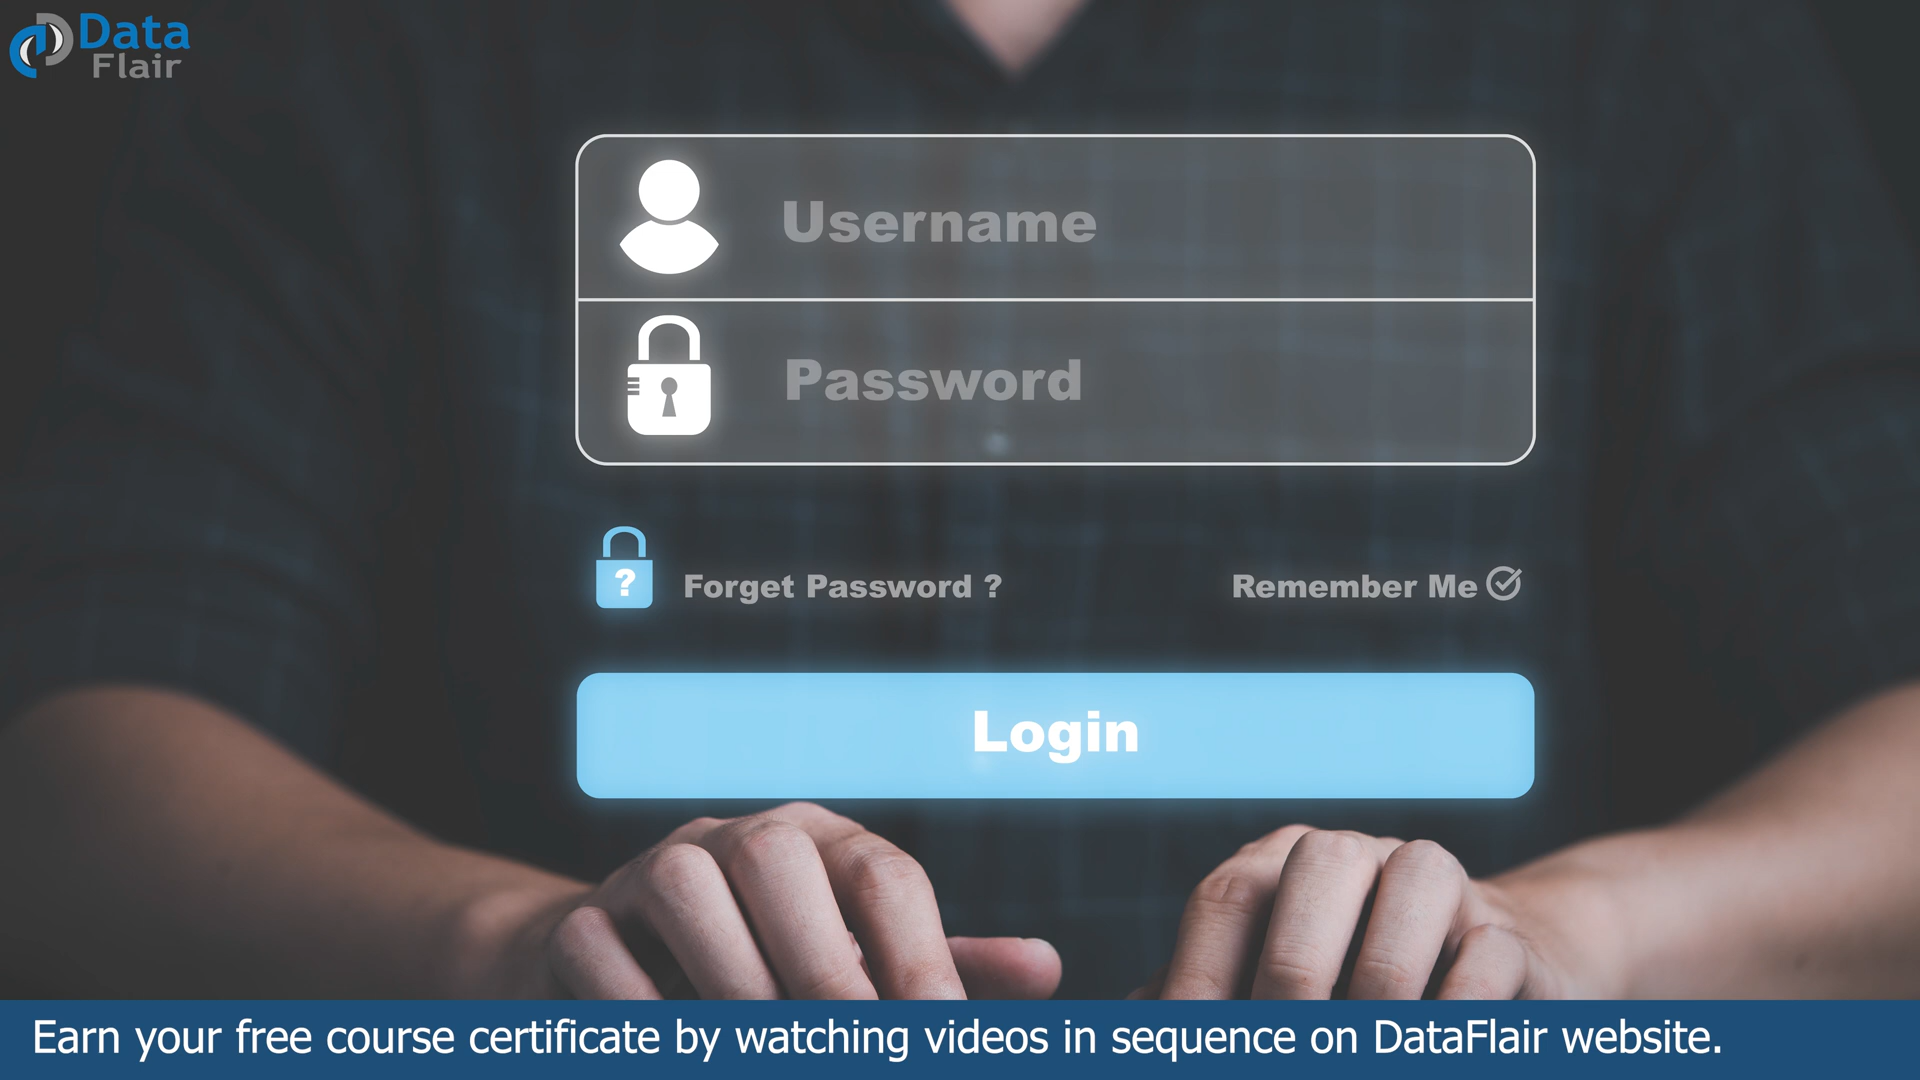 Data
Flair
Username
Password
?
Forget Password ?
Remember Me
Login
Earn your free course certificate by watching videos in sequence on DataFlair website.